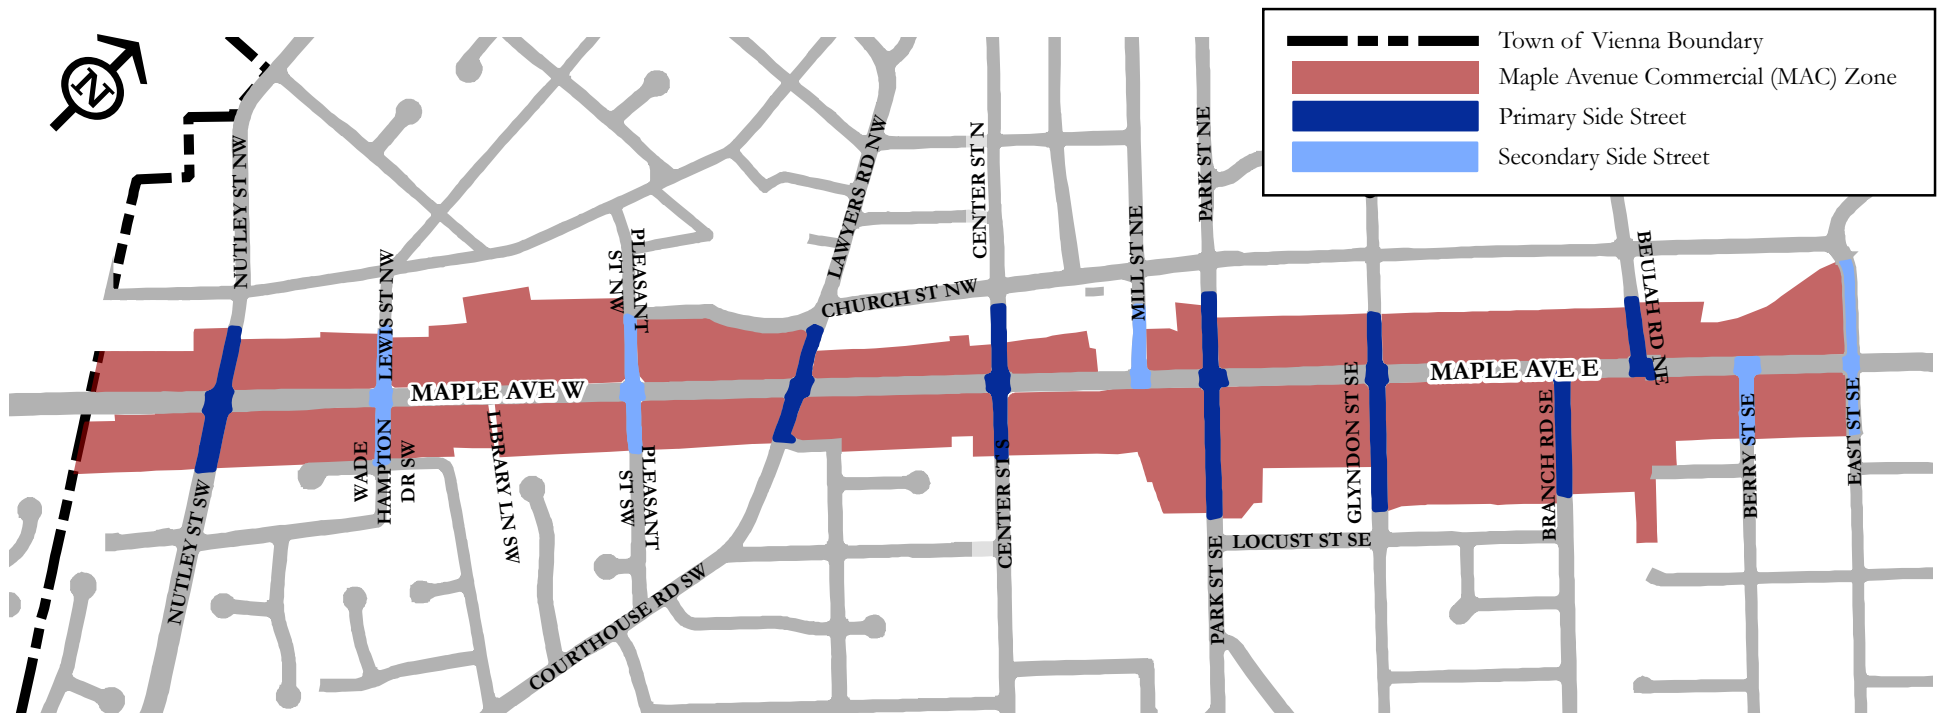 N
Town of Vienna Boundary
Maple Avenue Commercial (MAC) Zone
Primary Side Street
Secondary Side Street
NUTLEY ST NW
LEWIS ST NW
PLEASANT
ST NW
LAWYERS RD NW
CHURCH ST NW
CENTER ST N
MILL ST NE
PARK ST NE
BEULAH RD NE
MAPLE AVE W
MAPLE AVE E
NUTLEY ST SW
WADE
HAMPTON
DR SW
LIBRARY LN SW
PLEASANT
ST SW
COURTHOUSE RD SW
CENTER ST S
PARK ST SE
LOCUST ST SE
GLYNDON ST SE
BRANCH RD SE
BERRY ST SE
EAST ST SE